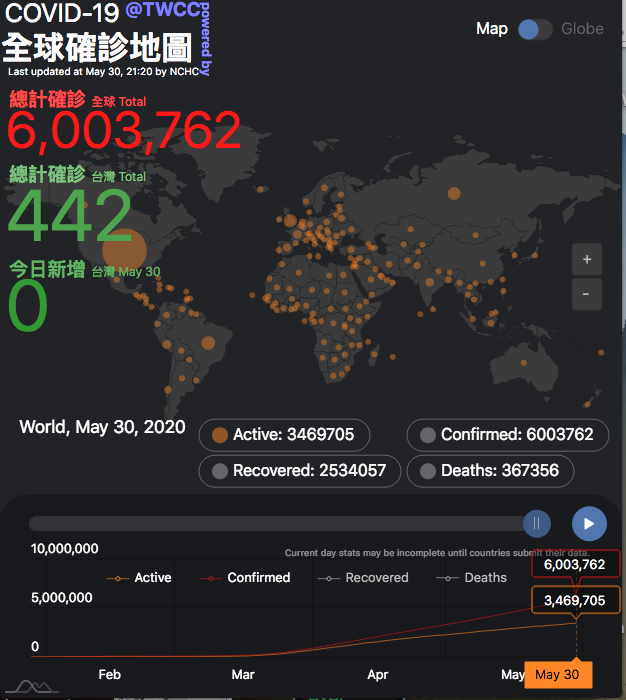 COVID-19 @TWCC
powered by
全球確診地圖
Last updated at May 30, 21:20 by NCHC
Map Globe
總計確診 全球 Total
6,003,762
總計確診 台灣 Total
442
今日新增 台灣 May 30
0
+
-
World, May 30, 2020
Active: 3469705
Confirmed: 6003762
Recovered: 2534057
Deaths: 367356
10,000,000
Current day stats may be incomplete until countries submit their data.
6,003,762
Active Confirmed Recovered Deaths
5,000,000
3,469,705
0
Feb Mar Apr May
May 30